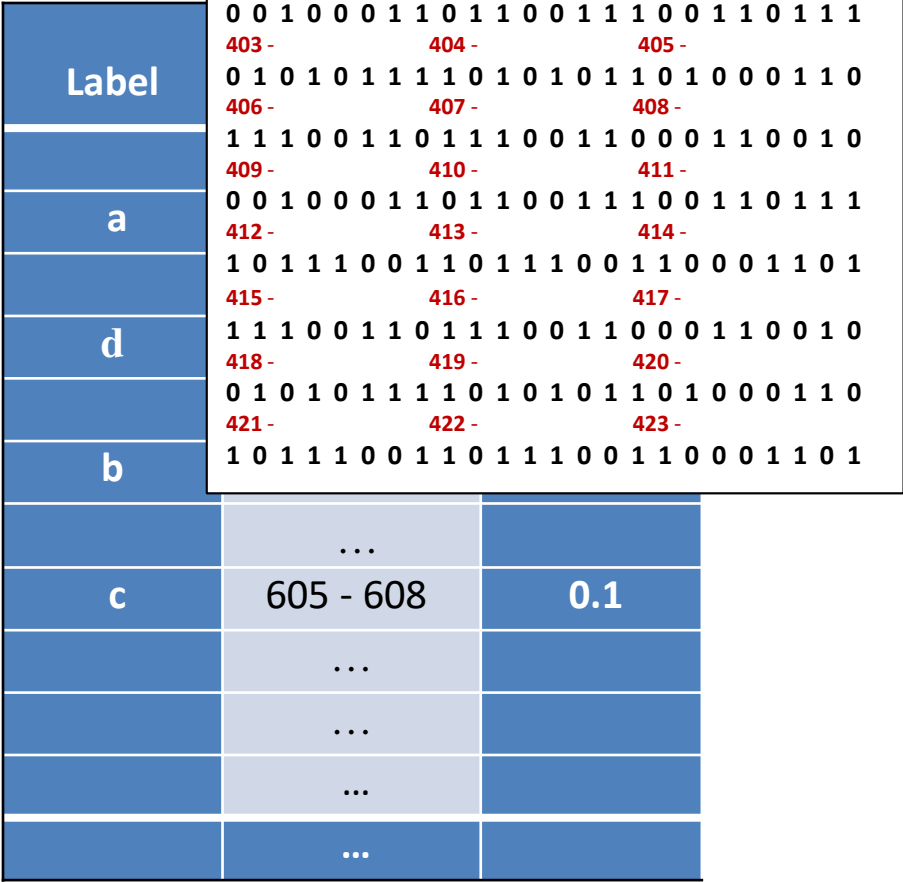 0 0 1 0 0 0 1 1 0 1 1 0 0 1 1 1 0 0 1 1 0 1 1 1
403 - 404 - 405 -
0 1 0 1 0 1 1 1 1 0 1 0 1 0 1 1 0 1 0 0 0 1 1 0
406 - 407 - 408 -
1 1 1 0 0 1 1 0 1 1 1 0 0 1 1 0 0 0 1 1 0 0 1 0
409 - 410 - 411 -
0 0 1 0 0 0 1 1 0 1 1 0 0 1 1 1 0 0 1 1 0 1 1 1
412 - 413 - 414 -
1 0 1 1 1 0 0 1 1 0 1 1 1 0 0 1 1 0 0 0 1 1 0 1
415 - 416 - 417 -
1 1 1 0 0 1 1 0 1 1 1 0 0 1 1 0 0 0 1 1 0 0 1 0
418 - 419 - 420 -
0 1 0 1 0 1 1 1 1 0 1 0 1 0 1 1 0 1 0 0 0 1 1 0
421 - 422 - 423 -
1 0 1 1 1 0 0 1 1 0 1 1 1 0 0 1 1 0 0 0 1 1 0 1
Label
a
d
b
...
c 605 - 608 0.1
...
...
...
...